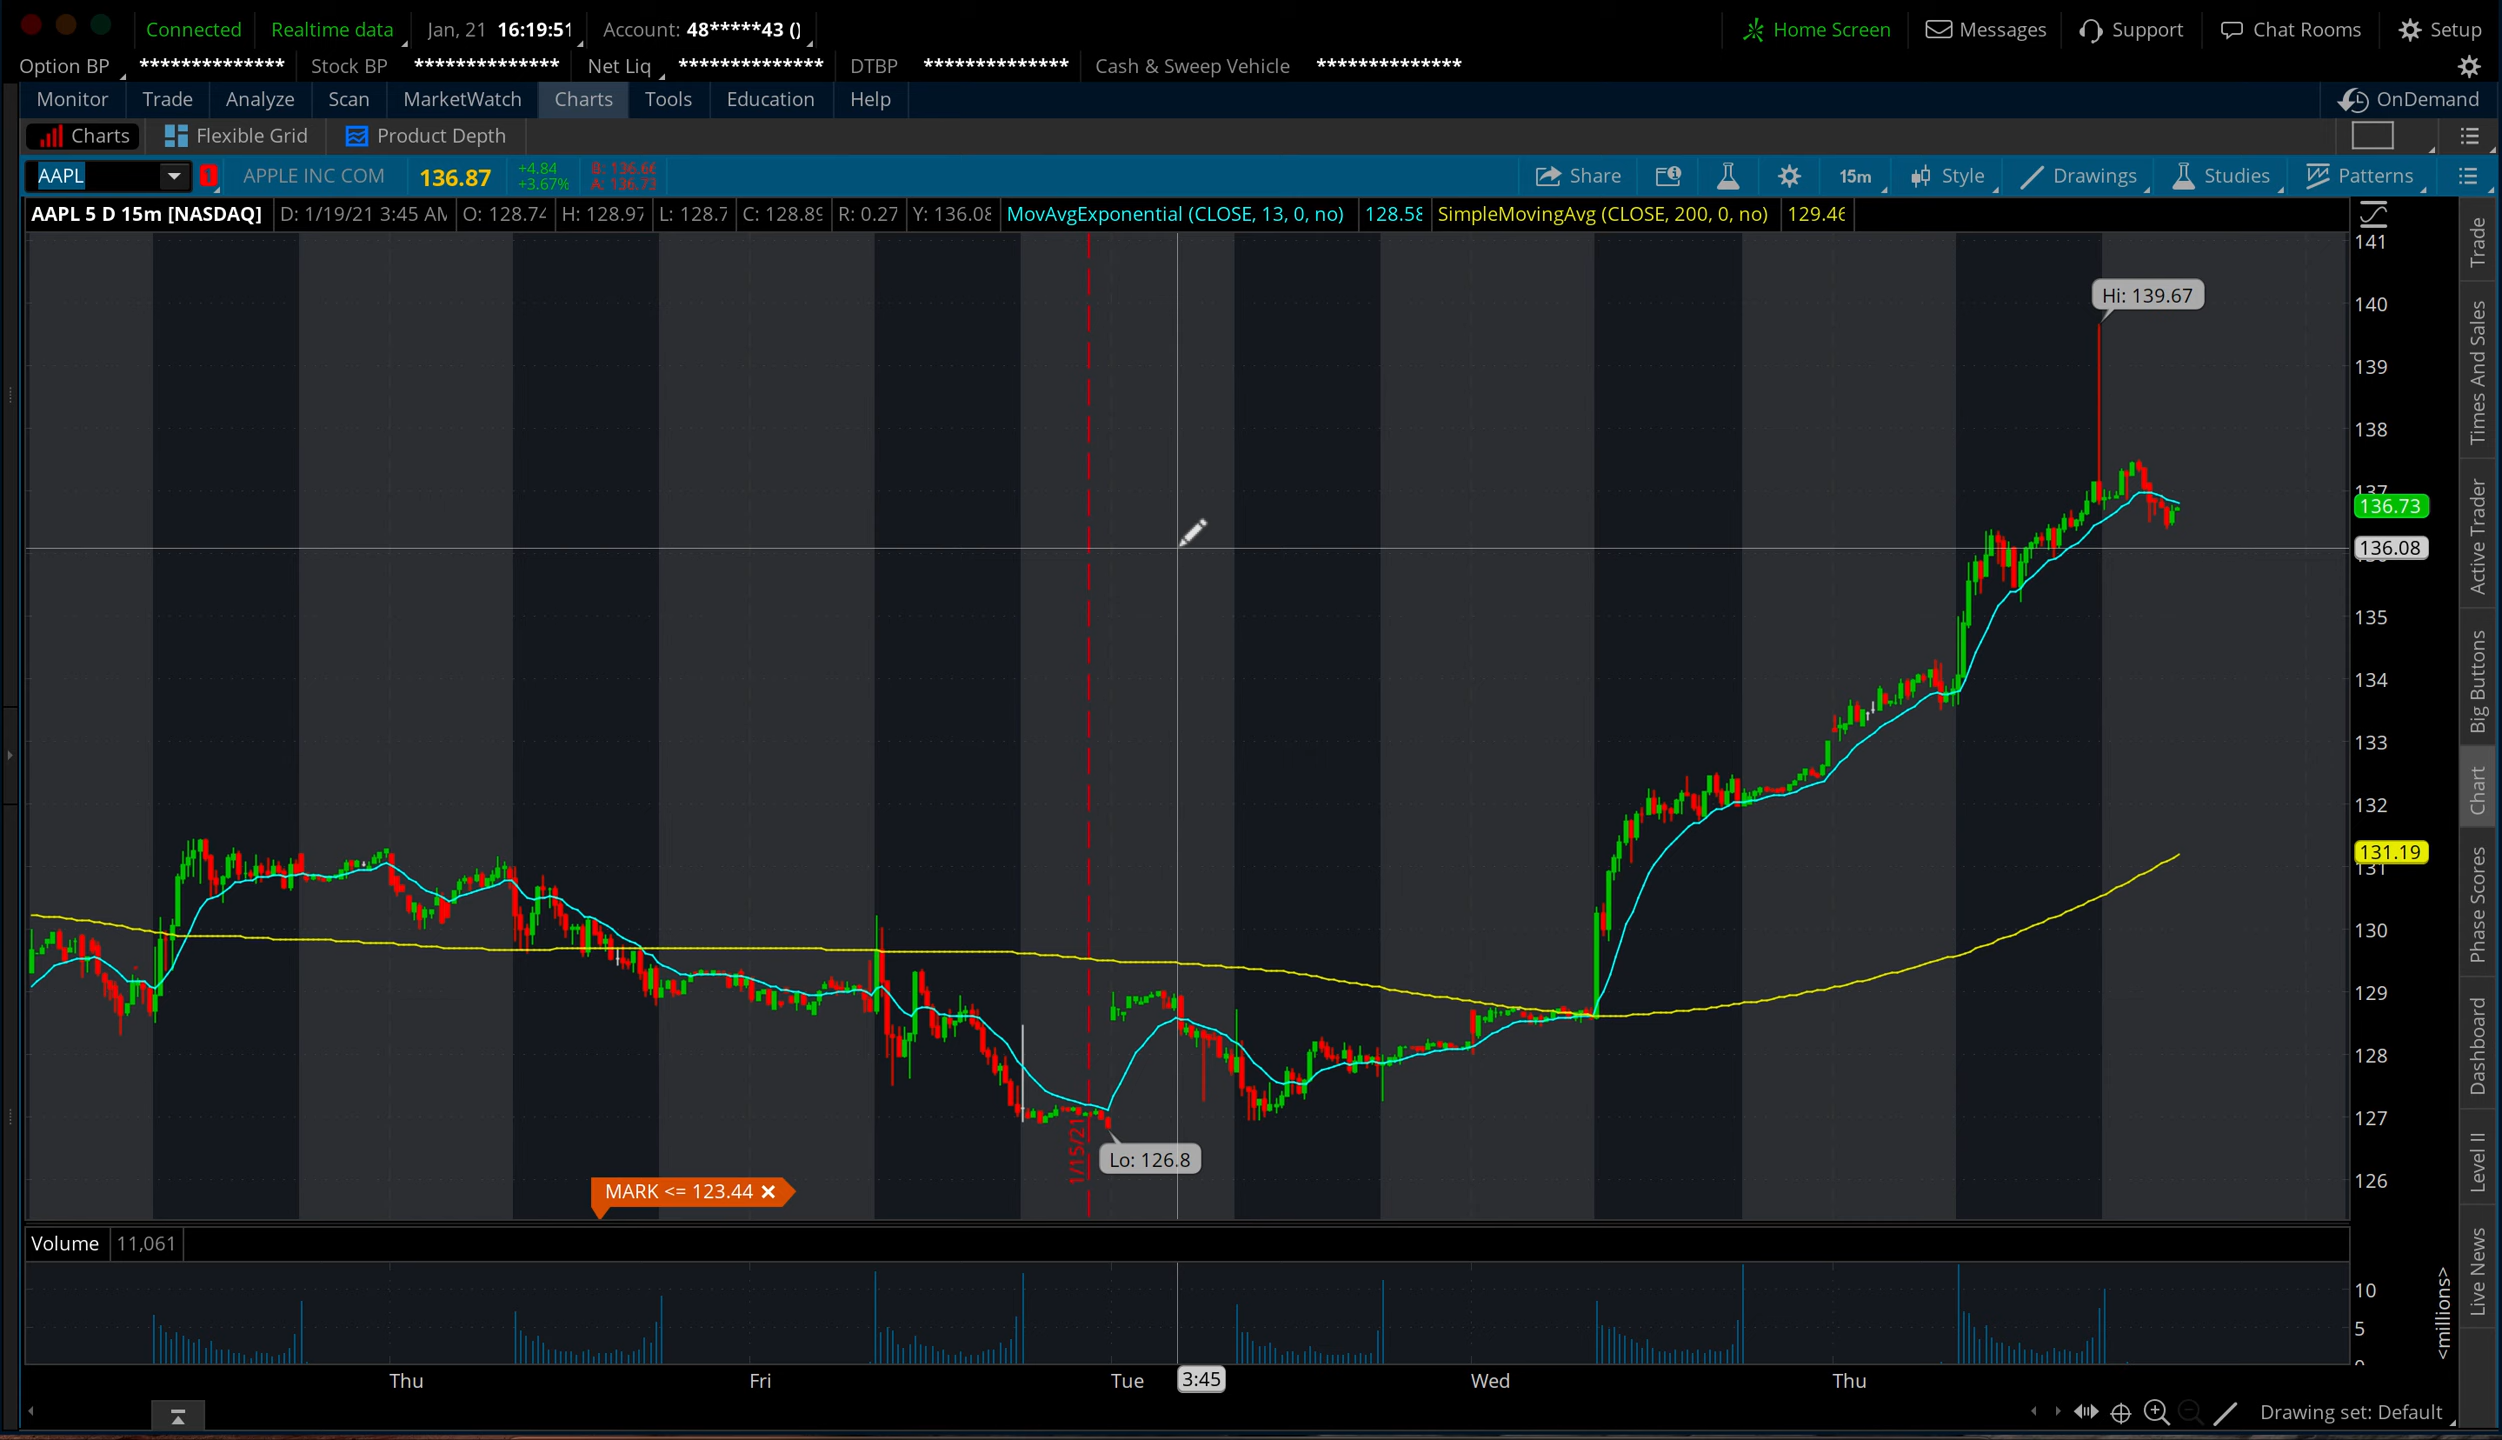 Connected Realtime data Jan, 21 16:19:51 Account: 48*****43 () Home Screen Messages Support Chat Rooms Setup
Option BP ************** Stock BP ************** Net Liq ************** DTBP ************** Cash & Sweep Vehicle **************
Monitor Trade Analyze Scan MarketWatch Charts Tools Education Help OnDemand
Charts Flexible Grid Product Depth
AAPL 1 APPLE INC COM 136.87 +4.84 B: 136.66 Share 15m Style Drawings Studies Patterns
+3.67% A: 136.73
AAPL 5 D 15m [NASDAQ] D: 1/19/21 3:45 AM O: 128.74 H: 128.97 L: 128.7 C: 128.89 R: 0.27 Y: 136.08 MovAvgExponential (CLOSE, 13, 0, no) 128.58 SimpleMovingAvg (CLOSE, 200, 0, no) 129.46
141
Hi: 139.67
140
139
138
137
136.73
136.08
135
134
133
132
131.19
131
130
129
128
127
126
Lo: 126.8
1/15/21
MARK <= 123.44
Volume 11,061
10
5
0
<millions>
Thu Fri Tue 3:45 Wed Thu
Drawing set: Default
Trade
Times And Sales
Active Trader
Big Buttons
Chart
Phase Scores
Dashboard
Level II
Live News